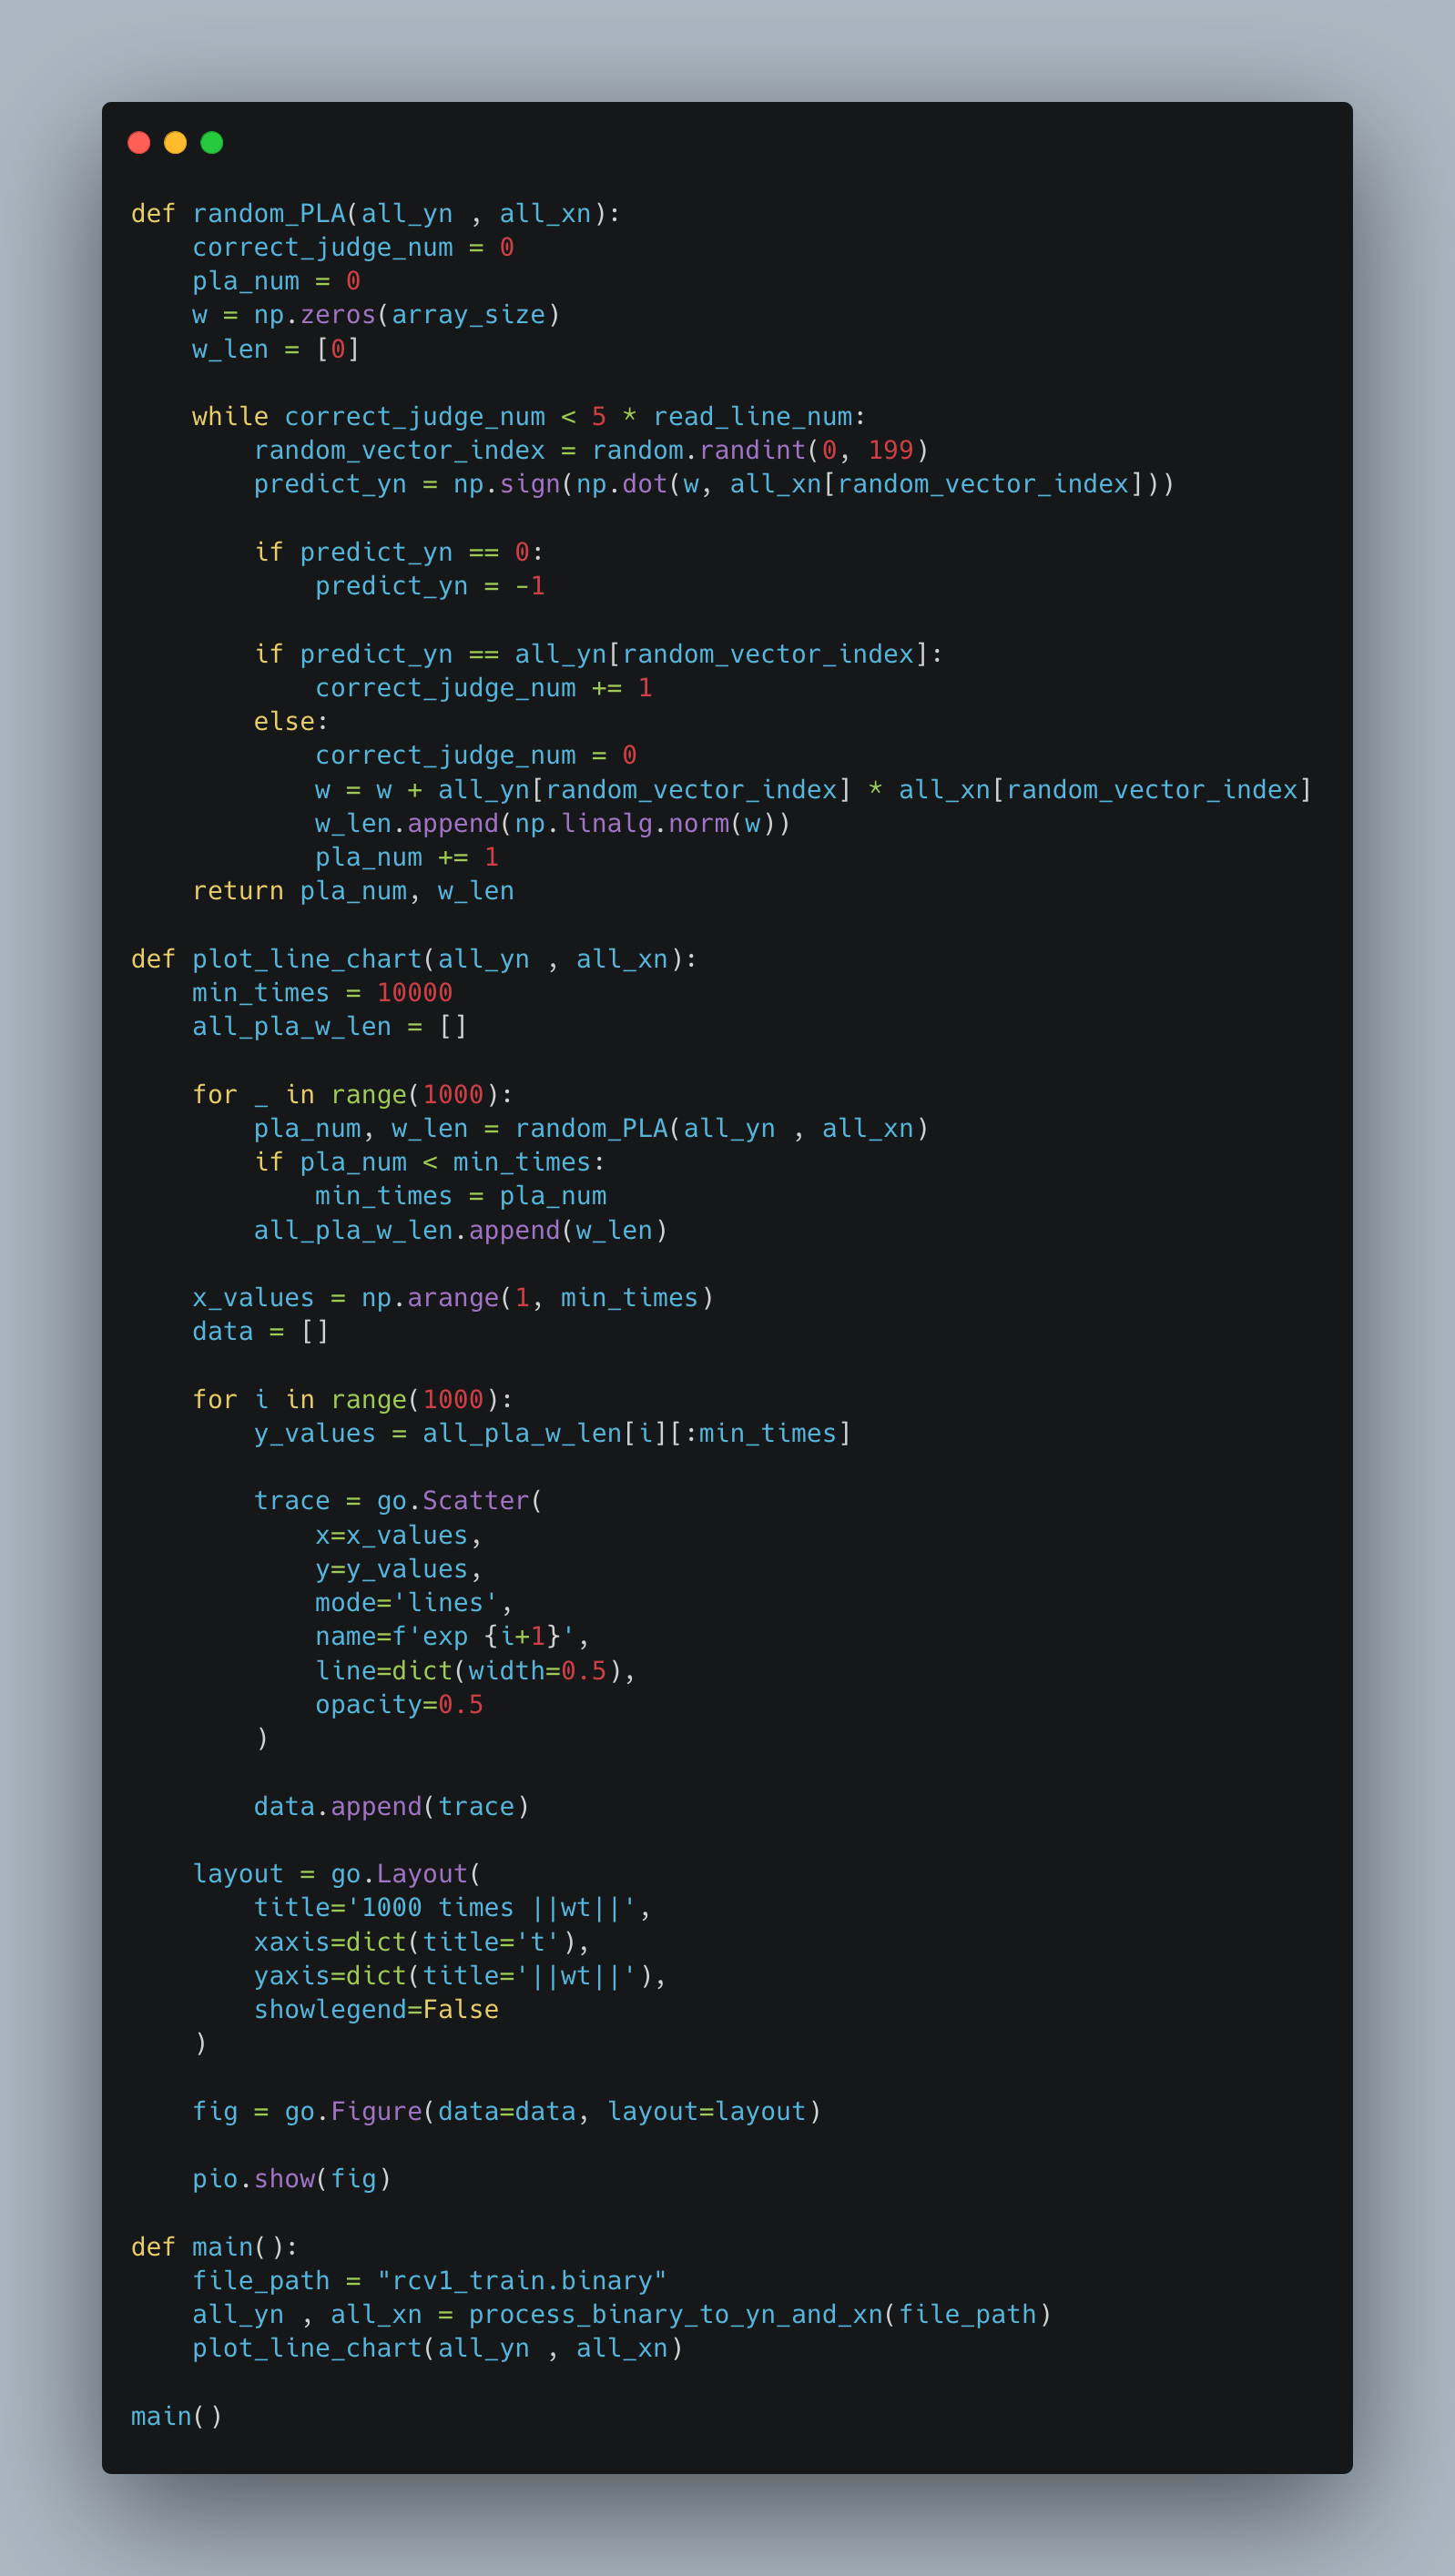 def random_PLA(all_yn , all_xn):
    correct_judge_num = 0
    pla_num = 0
    w = np.zeros(array_size)
    w_len = [0]

    while correct_judge_num < 5 * read_line_num:
        random_vector_index = random.randint(0, 199)
        predict_yn = np.sign(np.dot(w, all_xn[random_vector_index]))

        if predict_yn == 0:
            predict_yn = -1

        if predict_yn == all_yn[random_vector_index]:
            correct_judge_num += 1
        else:
            correct_judge_num = 0
            w = w + all_yn[random_vector_index] * all_xn[random_vector_index]
            w_len.append(np.linalg.norm(w))
            pla_num += 1
    return pla_num, w_len

def plot_line_chart(all_yn , all_xn):
    min_times = 10000
    all_pla_w_len = []

    for _ in range(1000):
        pla_num, w_len = random_PLA(all_yn , all_xn)
        if pla_num < min_times:
            min_times = pla_num
        all_pla_w_len.append(w_len)

    x_values = np.arange(1, min_times)
    data = []

    for i in range(1000):
        y_values = all_pla_w_len[i][:min_times]

        trace = go.Scatter(
            x=x_values,
            y=y_values,
            mode='lines',
            name=f'exp {i+1}',
            line=dict(width=0.5),
            opacity=0.5
        )

        data.append(trace)

    layout = go.Layout(
        title='1000 times ||wt||',
        xaxis=dict(title='t'),
        yaxis=dict(title='||wt||'),
        showlegend=False
    )

    fig = go.Figure(data=data, layout=layout)

    pio.show(fig)

def main():
    file_path = "rcv1_train.binary"
    all_yn , all_xn = process_binary_to_yn_and_xn(file_path)
    plot_line_chart(all_yn , all_xn)

main()